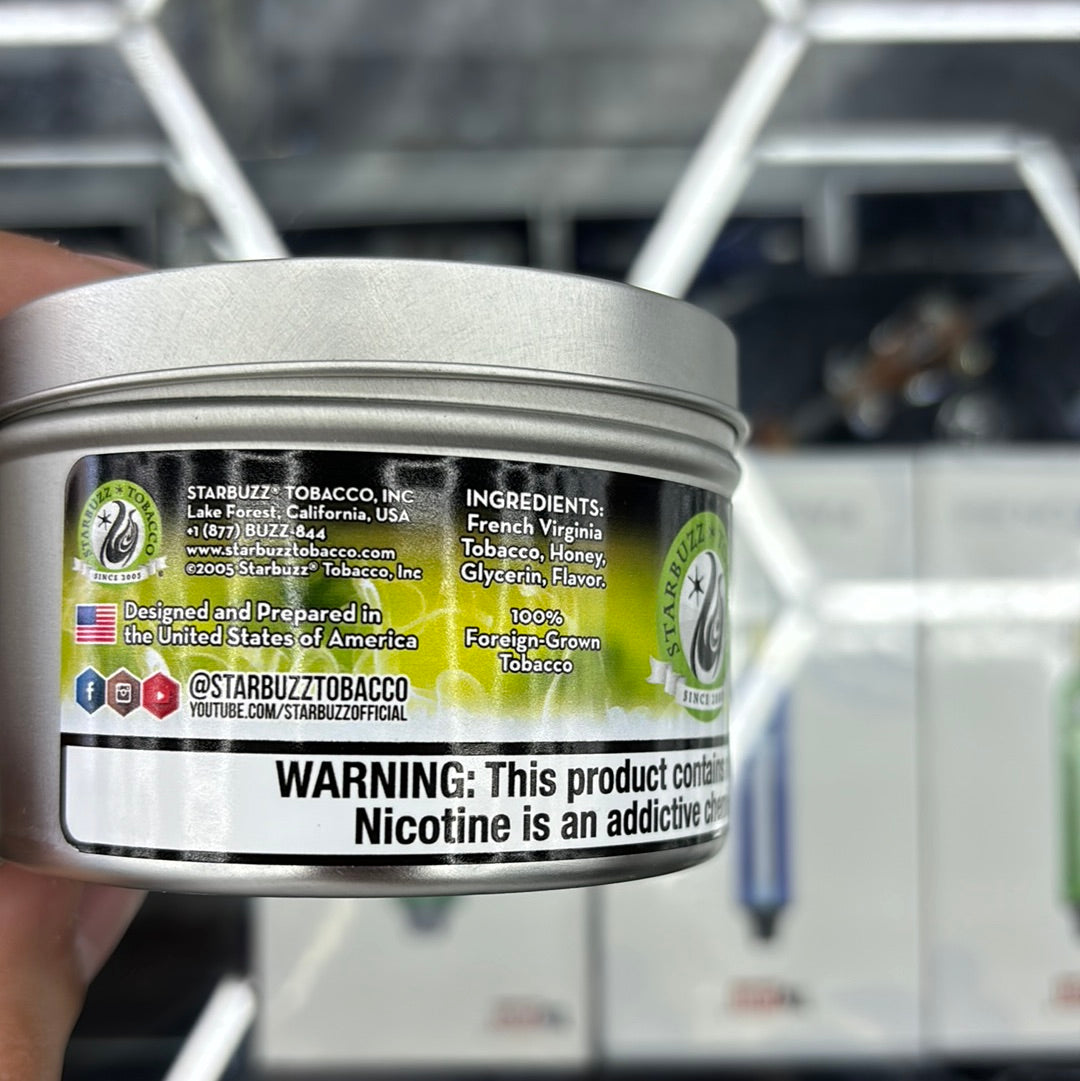 STARBUZZ ★ TOBACCO
SINCE 2005
STARBUZZ® TOBACCO, INC
Lake Forest, California, USA
+1 (877) BUZZ-844
www.starbuzztobacco.com
©2005 Starbuzz® Tobacco, Inc
Designed and Prepared in
the United States of America
@STARBUZZTOBACCO
YOUTUBE.COM/STARBUZZOFFICIAL
INGREDIENTS:
French Virginia
Tobacco, Honey,
Glycerin, Flavor.
100%
Foreign-Grown
Tobacco
STARBUZZ
SINCE
WARNING: This product contains
Nicotine is an addictive